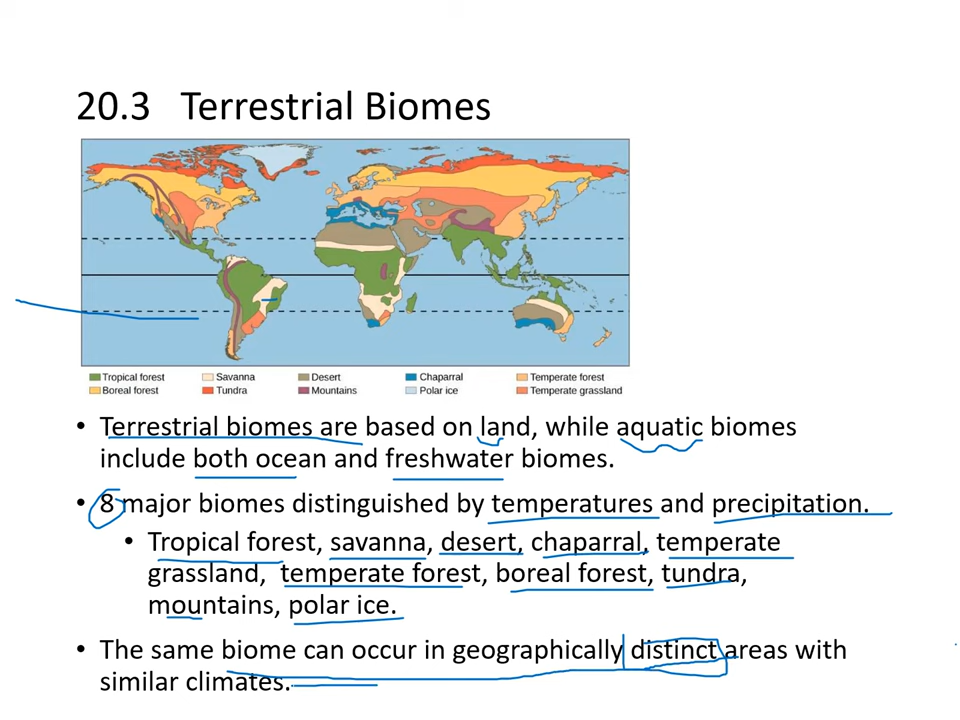 20.3 Terrestrial Biomes
Tropical forest Savanna Desert Chaparral Temperate forest
Boreal forest Tundra Mountains Polar ice Temperate grassland
• Terrestrial biomes are based on land, while aquatic biomes
include both ocean and freshwater biomes.
• 8 major biomes distinguished by temperatures and precipitation.
• Tropical forest, savanna, desert, chaparral, temperate
grassland, temperate forest, boreal forest, tundra,
mountains, polar ice.
• The same biome can occur in geographically distinct areas with
similar climates.